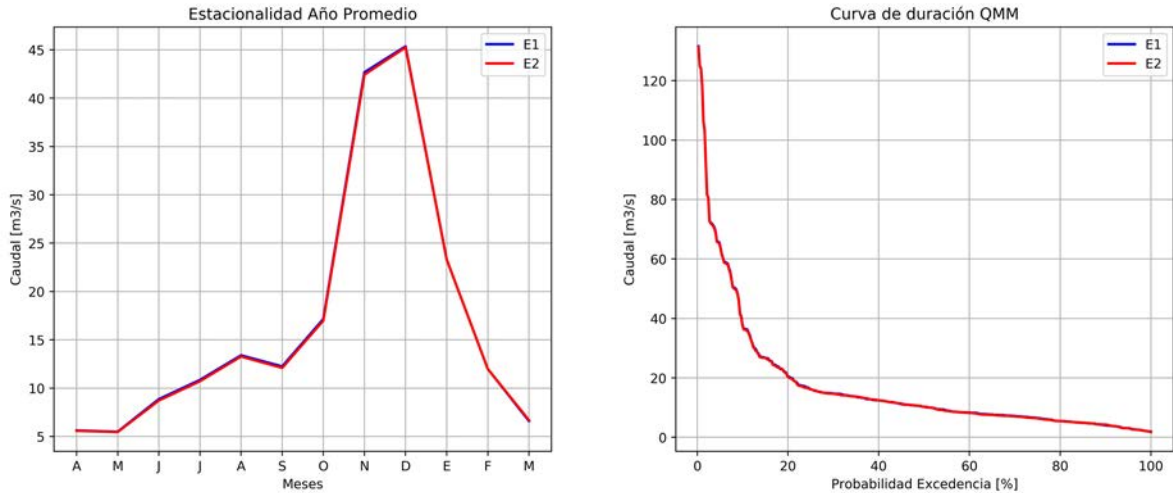 Estacionalidad Año Promedio
E1
E2
45
40
35
30
25
20
15
10
5
Caudal [m3/s]
A M J J A S O N D E F M
Meses
Curva de duración QMM
E1
E2
120
100
80
60
40
20
0
Caudal [m3/s]
0 20 40 60 80 100
Probabilidad Excedencia [%]